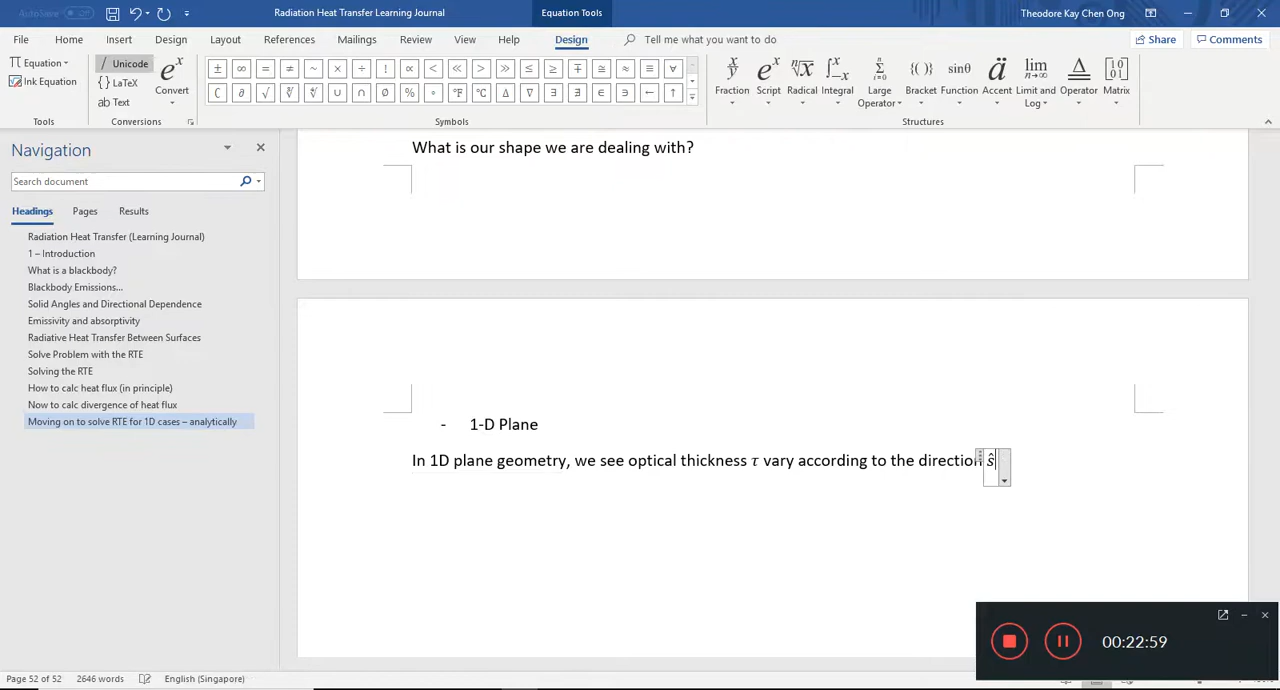 AutoSave Off
Radiation Heat Transfer Learning Journal
Equation Tools
Theodore Kay Chen Ong
File Home Insert Design Layout References Mailings Review View Help Design Tell me what you want to do
Share Comments
π Equation
Ink Equation
Tools
/ Unicode
{ } LaTeX
ab Text
eˣ
Convert
Conversions
± ∞ = ≠ ~ × ÷ ! ∝ < ≪ > ≫ ≤ ≥ ∓ ≅ ≈ ≡ ∀
∁ ∂ √ ∛ ∜ ∪ ∩ ∅ % ° °F °C ∆ ∇ ∃ ∄ ∈ ∋ ← ↑
Symbols
Fraction Script Radical Integral Large Operator Bracket Function Accent Limit and Log Operator Matrix
Structures
Navigation
Search document
Headings Pages Results
Radiation Heat Transfer (Learning Journal)
1 – Introduction
What is a blackbody?
Blackbody Emissions...
Solid Angles and Directional Dependence
Emissivity and absorptivity
Radiative Heat Transfer Between Surfaces
Solve Problem with the RTE
Solving the RTE
How to calc heat flux (in principle)
Now to calc divergence of heat flux
Moving on to solve RTE for 1D cases – analytically
What is our shape we are dealing with?
- 1-D Plane
In 1D plane geometry, we see optical thickness τ vary according to the direction ŝ
00:22:59
Page 52 of 52 2646 words English (Singapore)